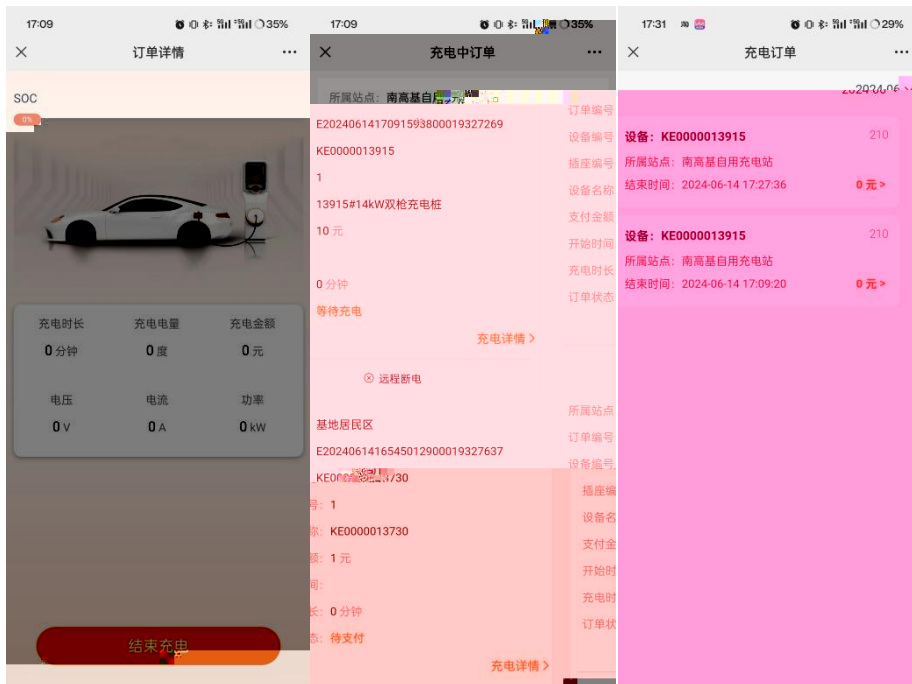 17:09
35%
订单详情
SOC
0%
充电时长
充电电量
充电金额
0 分钟
0 度
0 元
电压
电流
功率
0 V
0 A
0 kW
结束充电
17:09
35%
充电中订单
所属站点: 南高基自用
订单编号
E2024061417091593800019327269
设备编号
KE0000013915
插座编号
1
设备名称
13915#14kW双枪充电桩
支付金额
10 元
开始时间
充电时长
0 分钟
订单状态
等待充电
充电详情 >
远程断电
所属站点
基地居民区
订单编号
E2024061416545012900019327637
设备编号
插座编
号: 1
设备名
称: KE0000013730
支付金
额: 1 元
开始时
间:
充电时
长: 0 分钟
订单状
态: 待支付
充电详情 >
17:31
29%
充电订单
设备: KE0000013915
210
所属站点: 南高基自用充电站
结束时间: 2024-06-14 17:27:36
0 元 >
设备: KE0000013915
210
所属站点: 南高基自用充电站
结束时间: 2024-06-14 17:09:20
0 元 >